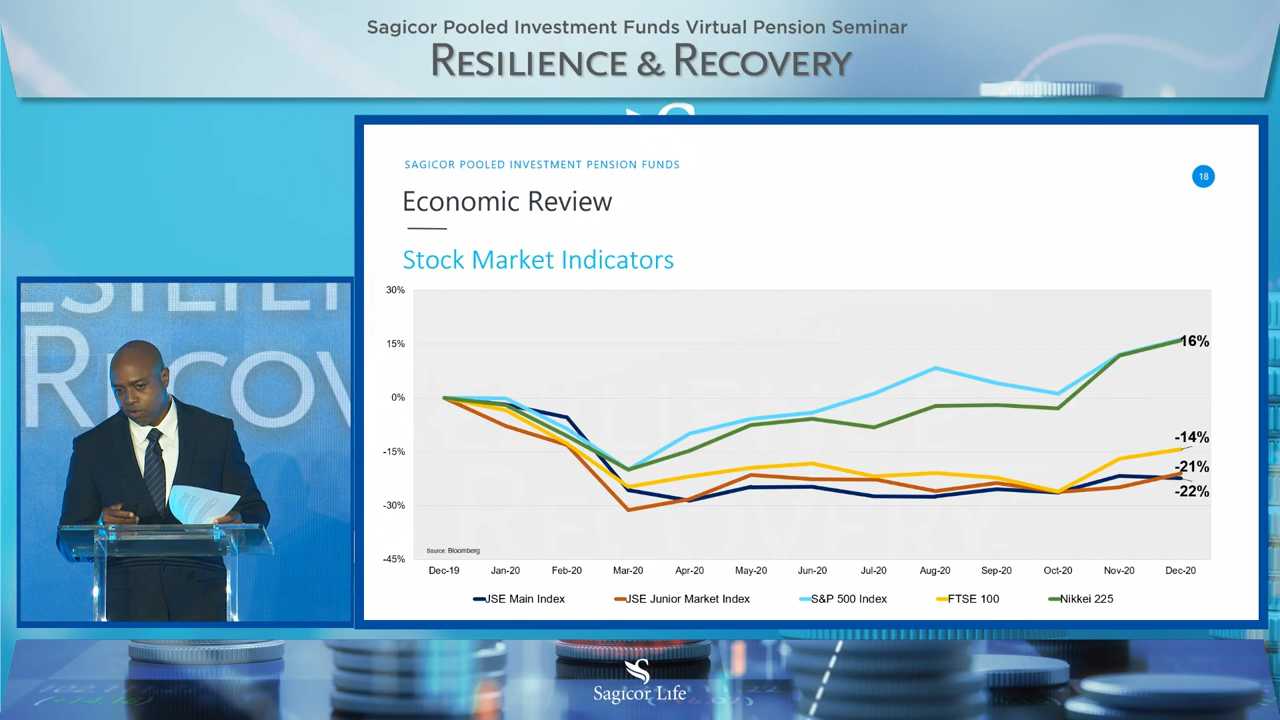 Sagicor Pooled Investment Funds Virtual Pension Seminar
RESILIENCE & RECOVERY
SAGICOR POOLED INVESTMENT PENSION FUNDS
18
Economic Review
Stock Market Indicators
30%
15%
0%
-15%
-30%
-45%
16%
-14%
-21%
-22%
Source: Bloomberg
Dec-19 Jan-20 Feb-20 Mar-20 Apr-20 May-20 Jun-20 Jul-20 Aug-20 Sep-20 Oct-20 Nov-20 Dec-20
JSE Main Index JSE Junior Market Index S&P 500 Index FTSE 100 Nikkei 225
ESILIEN
RECOV
Sagicor Life